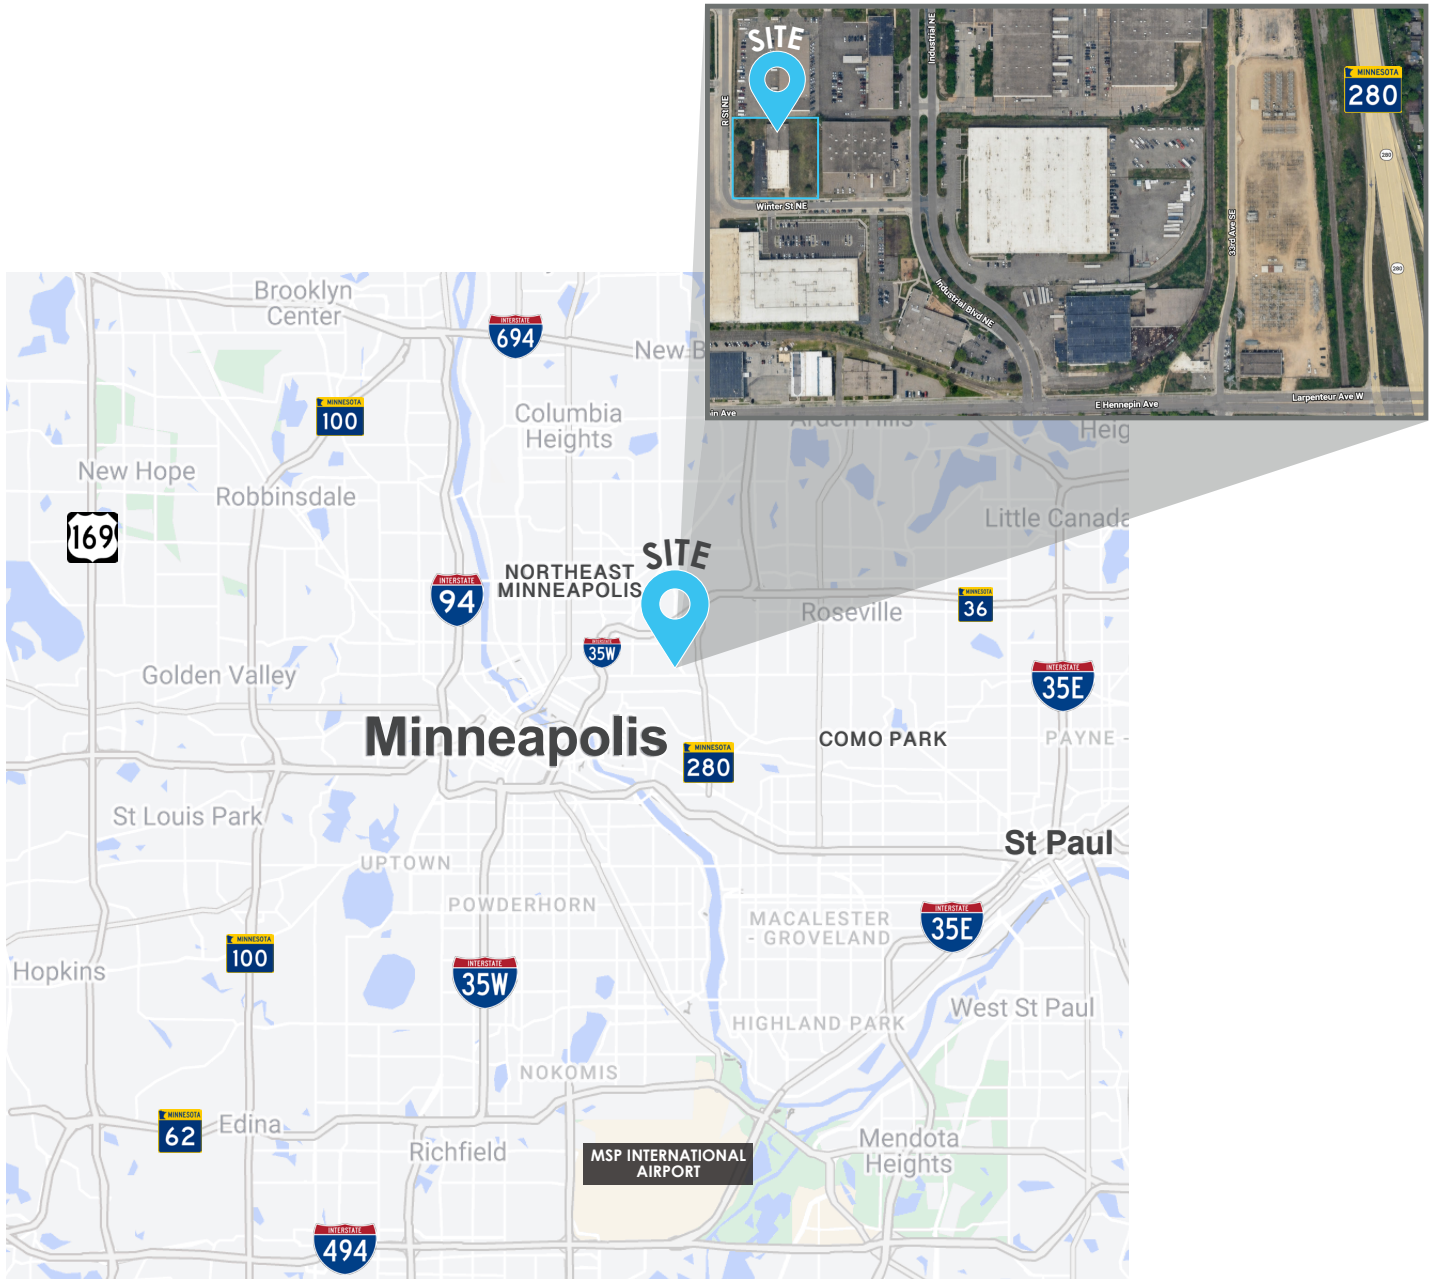 SITE
Industrial NE
MINNESOTA
280
R St NE
280
Winter St NE
33rd Ave SE
280
Industrial Blvd NE
E Hennepin Ave
Larpenteur Ave W
in Ave
Brooklyn
Center
INTERSTATE
694
New B
MINNESOTA
100
Columbia
Heights
Arden Hills
Heig
New Hope
Robbinsdale
169
Little Canada
SITE
NORTHEAST
MINNEAPOLIS
INTERSTATE
94
Roseville
MINNESOTA
36
INTERSTATE
35W
INTERSTATE
35E
Golden Valley
Minneapolis
COMO PARK
PAYNE -
MINNESOTA
280
St Louis Park
St Paul
UPTOWN
POWDERHORN
MACALESTER
- GROVELAND
INTERSTATE
35E
MINNESOTA
100
Hopkins
INTERSTATE
35W
West St Paul
HIGHLAND PARK
NOKOMIS
MINNESOTA
62
Edina
Richfield
MSP INTERNATIONAL
AIRPORT
Mendota
Heights
INTERSTATE
494